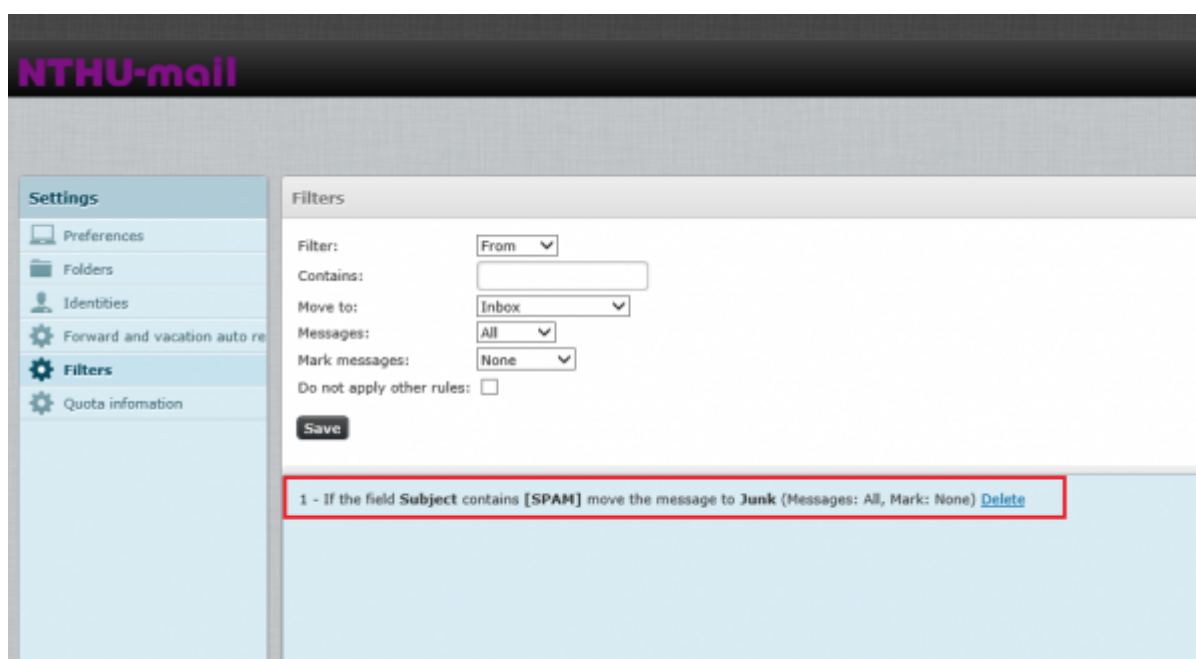 NTHU-mail
Settings
Preferences
Folders
Identities
Forward and vacation auto re
Filters
Quota infomation
Filters
Filter: From
Contains:
Move to: Inbox
Messages: All
Mark messages: None
Do not apply other rules:
Save
1 - If the field Subject contains [SPAM] move the message to Junk (Messages: All, Mark: None) Delete